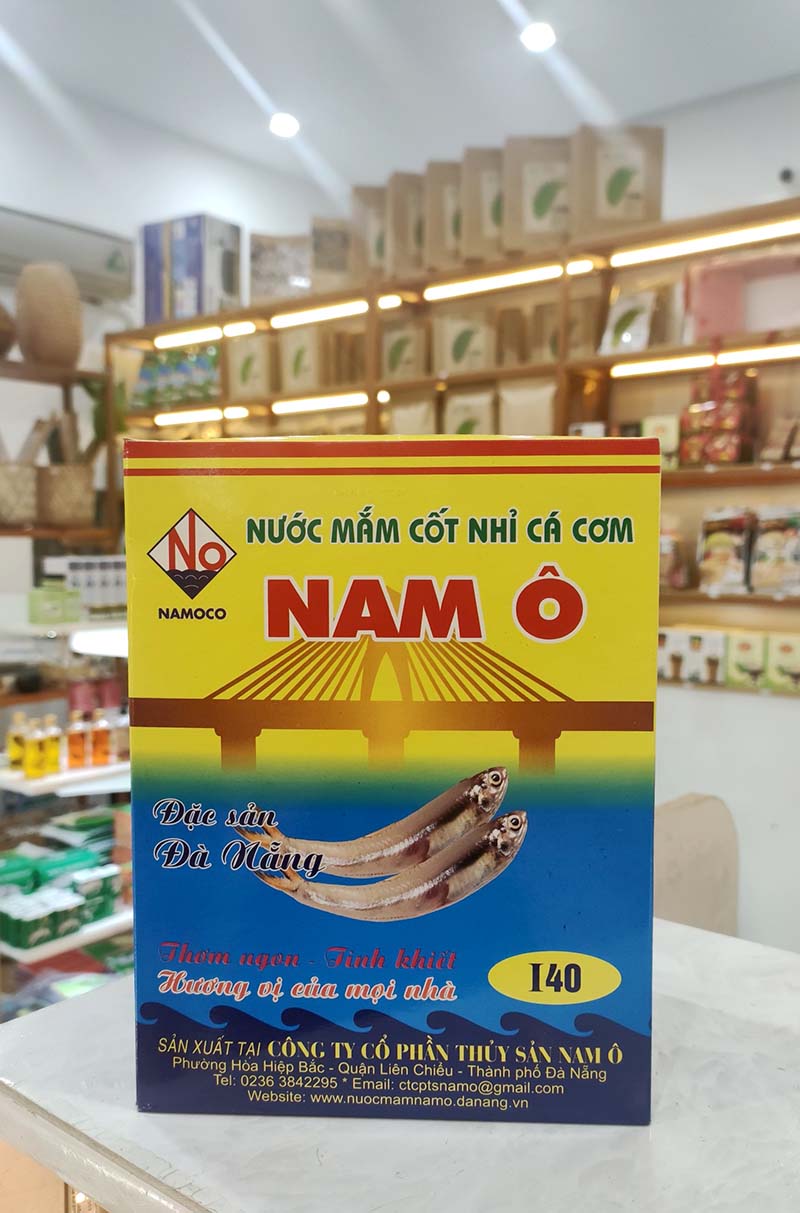 No
NAMOCO
NƯỚC MẮM CỐT NHỈ CÁ CƠM
NAM Ô
Đặc sản
Đà Nẵng
Thơm ngon - Tinh khiết
Hương vị của mọi nhà
I40
SẢN XUẤT TẠI CÔNG TY CỔ PHẦN THỦY SẢN NAM Ô
Phường Hòa Hiệp Bắc - Quận Liên Chiểu - Thành phố Đà Nẵng
Tel: 0236 3842295 * Email: ctcptsnamo@gmail.com
Website: www.nuocmamnamo.danang.vn